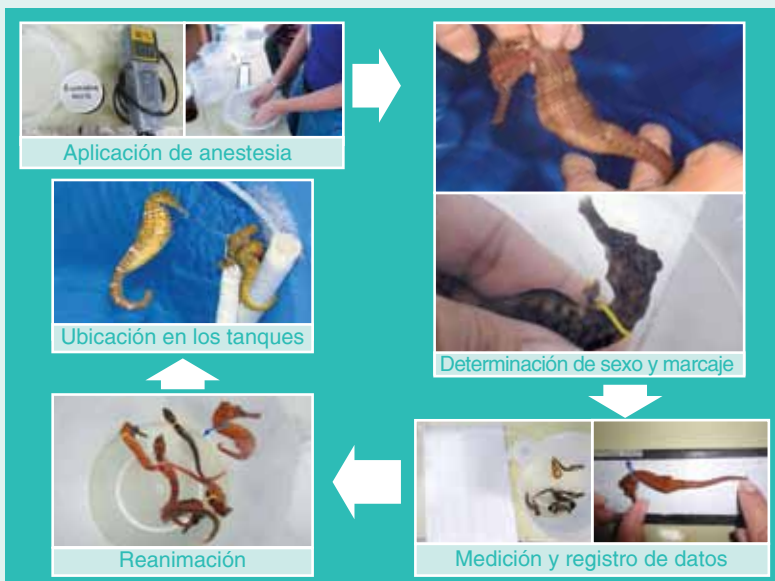 Aplicación de anestesia
Determinación de sexo y marcaje
Medición y registro de datos
Reanimación
Ubicación en los tanques